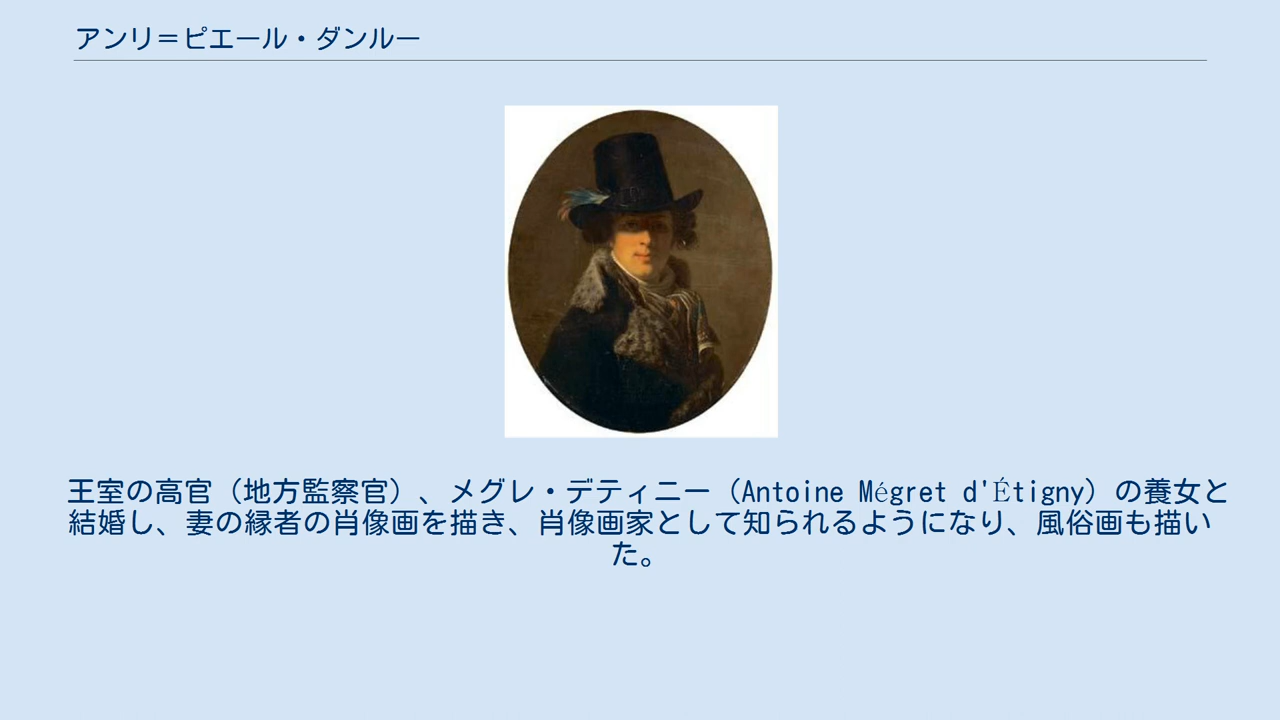 アンリ＝ピエール・ダンルー
王室の高官（地方監察官）、メグレ・デティニー（Antoine Mégret d'Étigny）の養女と
結婚し、妻の縁者の肖像画を描き、肖像画家として知られるようになり、風俗画も描い
た。